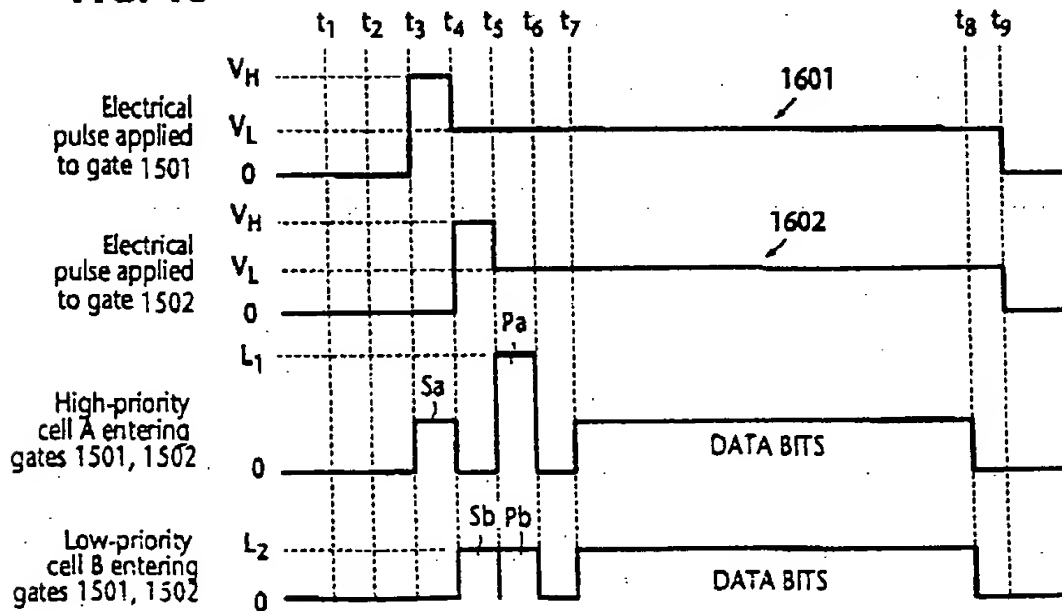 t1 t2 t3 t4 t5 t6 t7 t8 t9
VH
1601
Electrical
pulse applied
to gate 1501
VL
0
VH
1602
Electrical
pulse applied
to gate 1502
VL
0
Pa
L1
Sa
High-priority
cell A entering
gates 1501, 1502
DATA BITS
0
Sb Pb
Low-priority
cell B entering
gates 1501, 1502
L2
DATA BITS
0